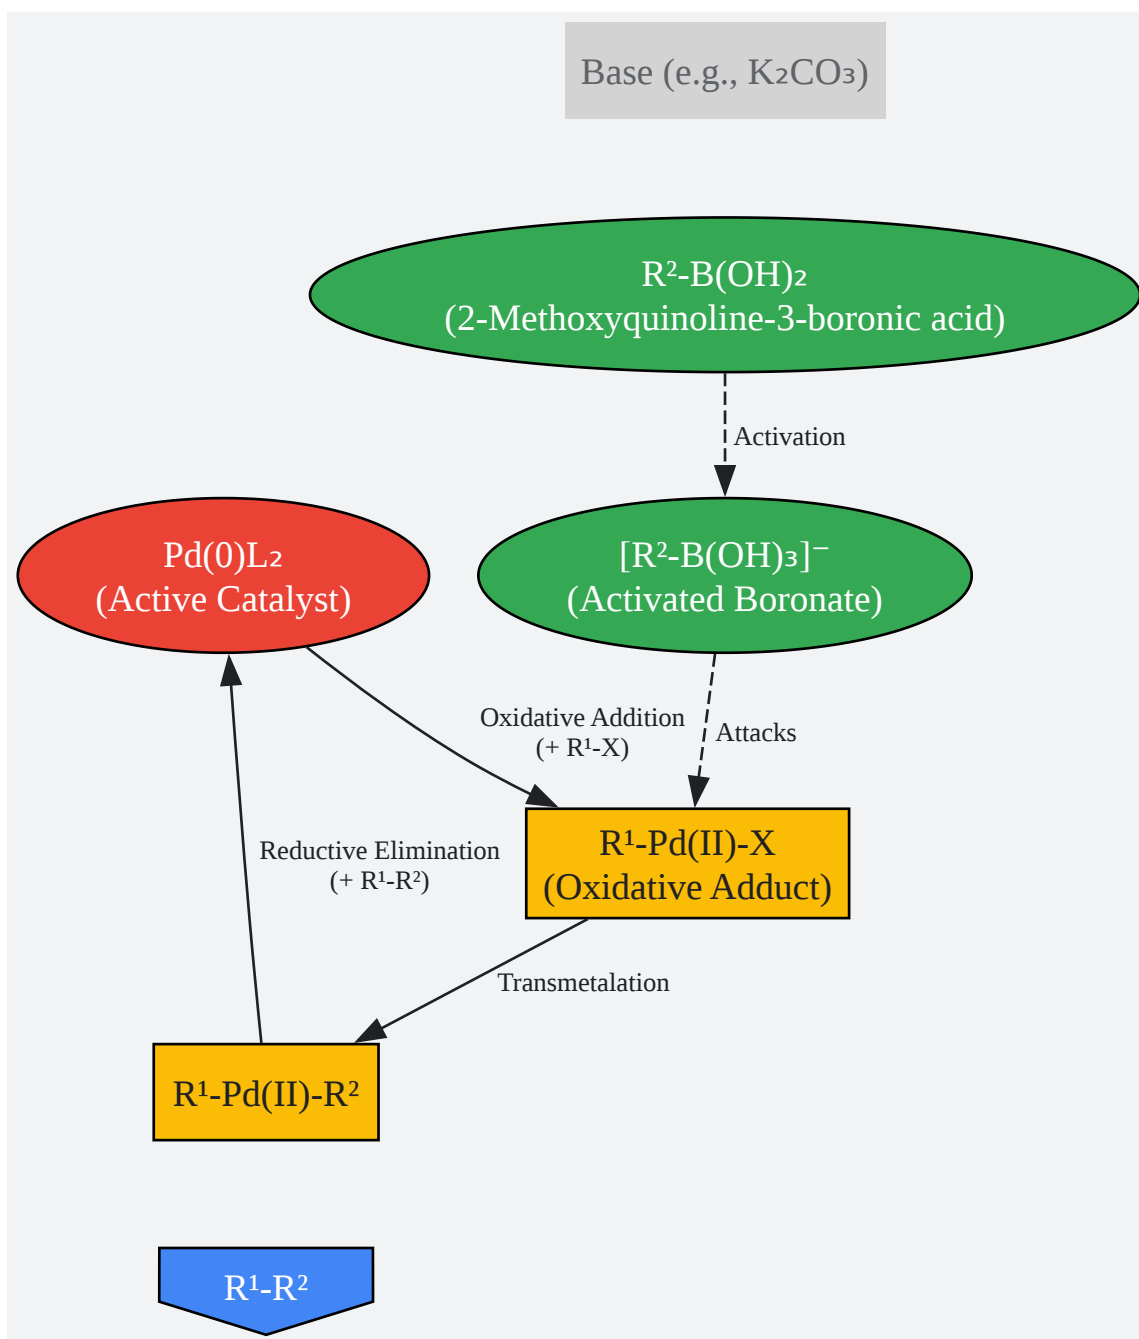 Base (e.g., K₂CO₃)
R²-B(OH)₂
(2-Methoxyquinoline-3-boronic acid)
Activation
Pd(0)L₂
(Active Catalyst)
[R²-B(OH)₃]⁻
(Activated Boronate)
Oxidative Addition
(+ R¹-X)
Attacks
Reductive Elimination
(+ R¹-R²)
R¹-Pd(II)-X
(Oxidative Adduct)
Transmetalation
R¹-Pd(II)-R²
R¹-R²